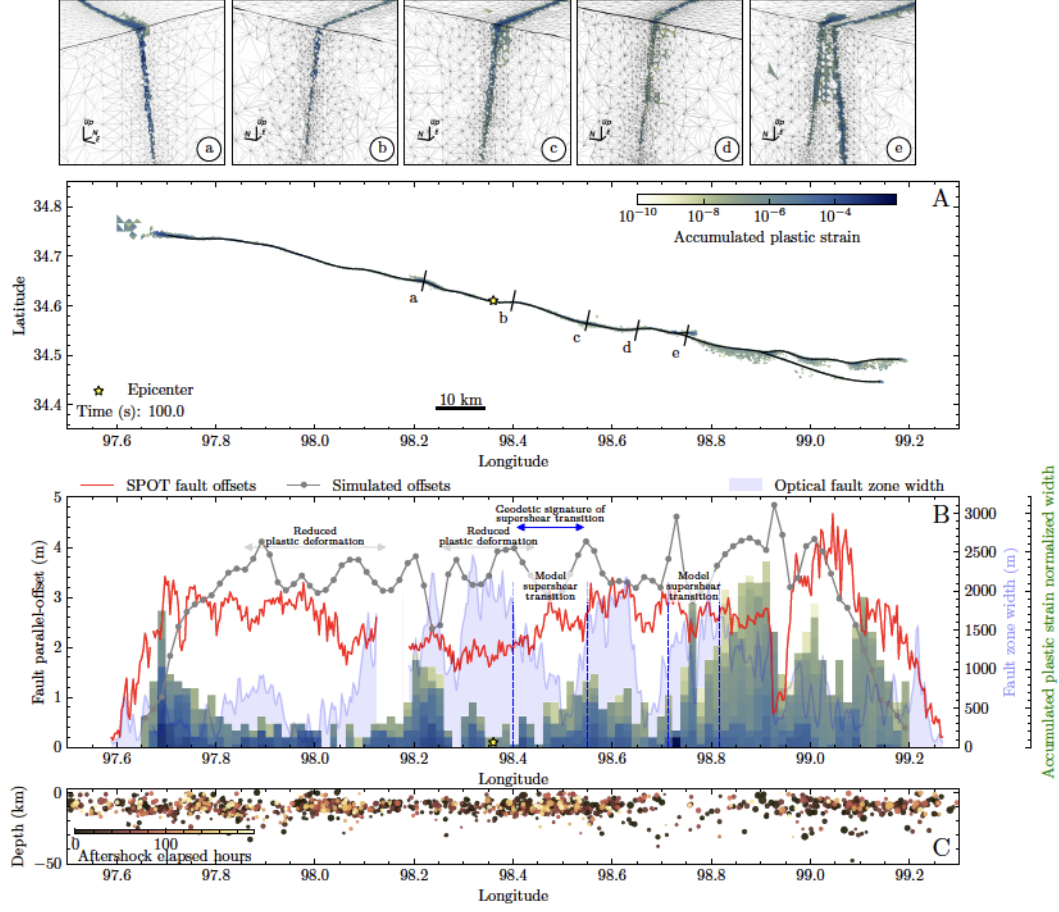 Up
N
E
a
Up
N
E
b
Up
N
E
c
Up
N
E
d
Up
N
E
e
A
34.8
34.7
34.6
34.5
34.4
Latitude
10⁻¹⁰
10⁻⁸
10⁻⁶
10⁻⁴
Accumulated plastic strain
a
b
c
d
e
Epicenter
Time (s): 100.0
10 km
97.6
97.8
98.0
98.2
98.4
98.6
98.8
99.0
99.2
Longitude
SPOT fault offsets
Simulated offsets
Optical fault zone width
B
Geodetic signature of
supershear transition
Reduced
plastic deformation
Reduced
plastic deformation
Model
supershear
transition
Model
supershear
transition
5
4
3
2
1
0
Fault parallel-offset (m)
3000
2500
2000
1500
1000
500
0
Fault zone width (m)
Accumulated plastic strain normalized width
97.6
97.8
98.0
98.2
98.4
98.6
98.8
99.0
99.2
Longitude
0
−50
Depth (km)
0
100
Aftershock elapsed hours
C
97.6
97.8
98.0
98.2
98.4
98.6
98.8
99.0
99.2
Longitude